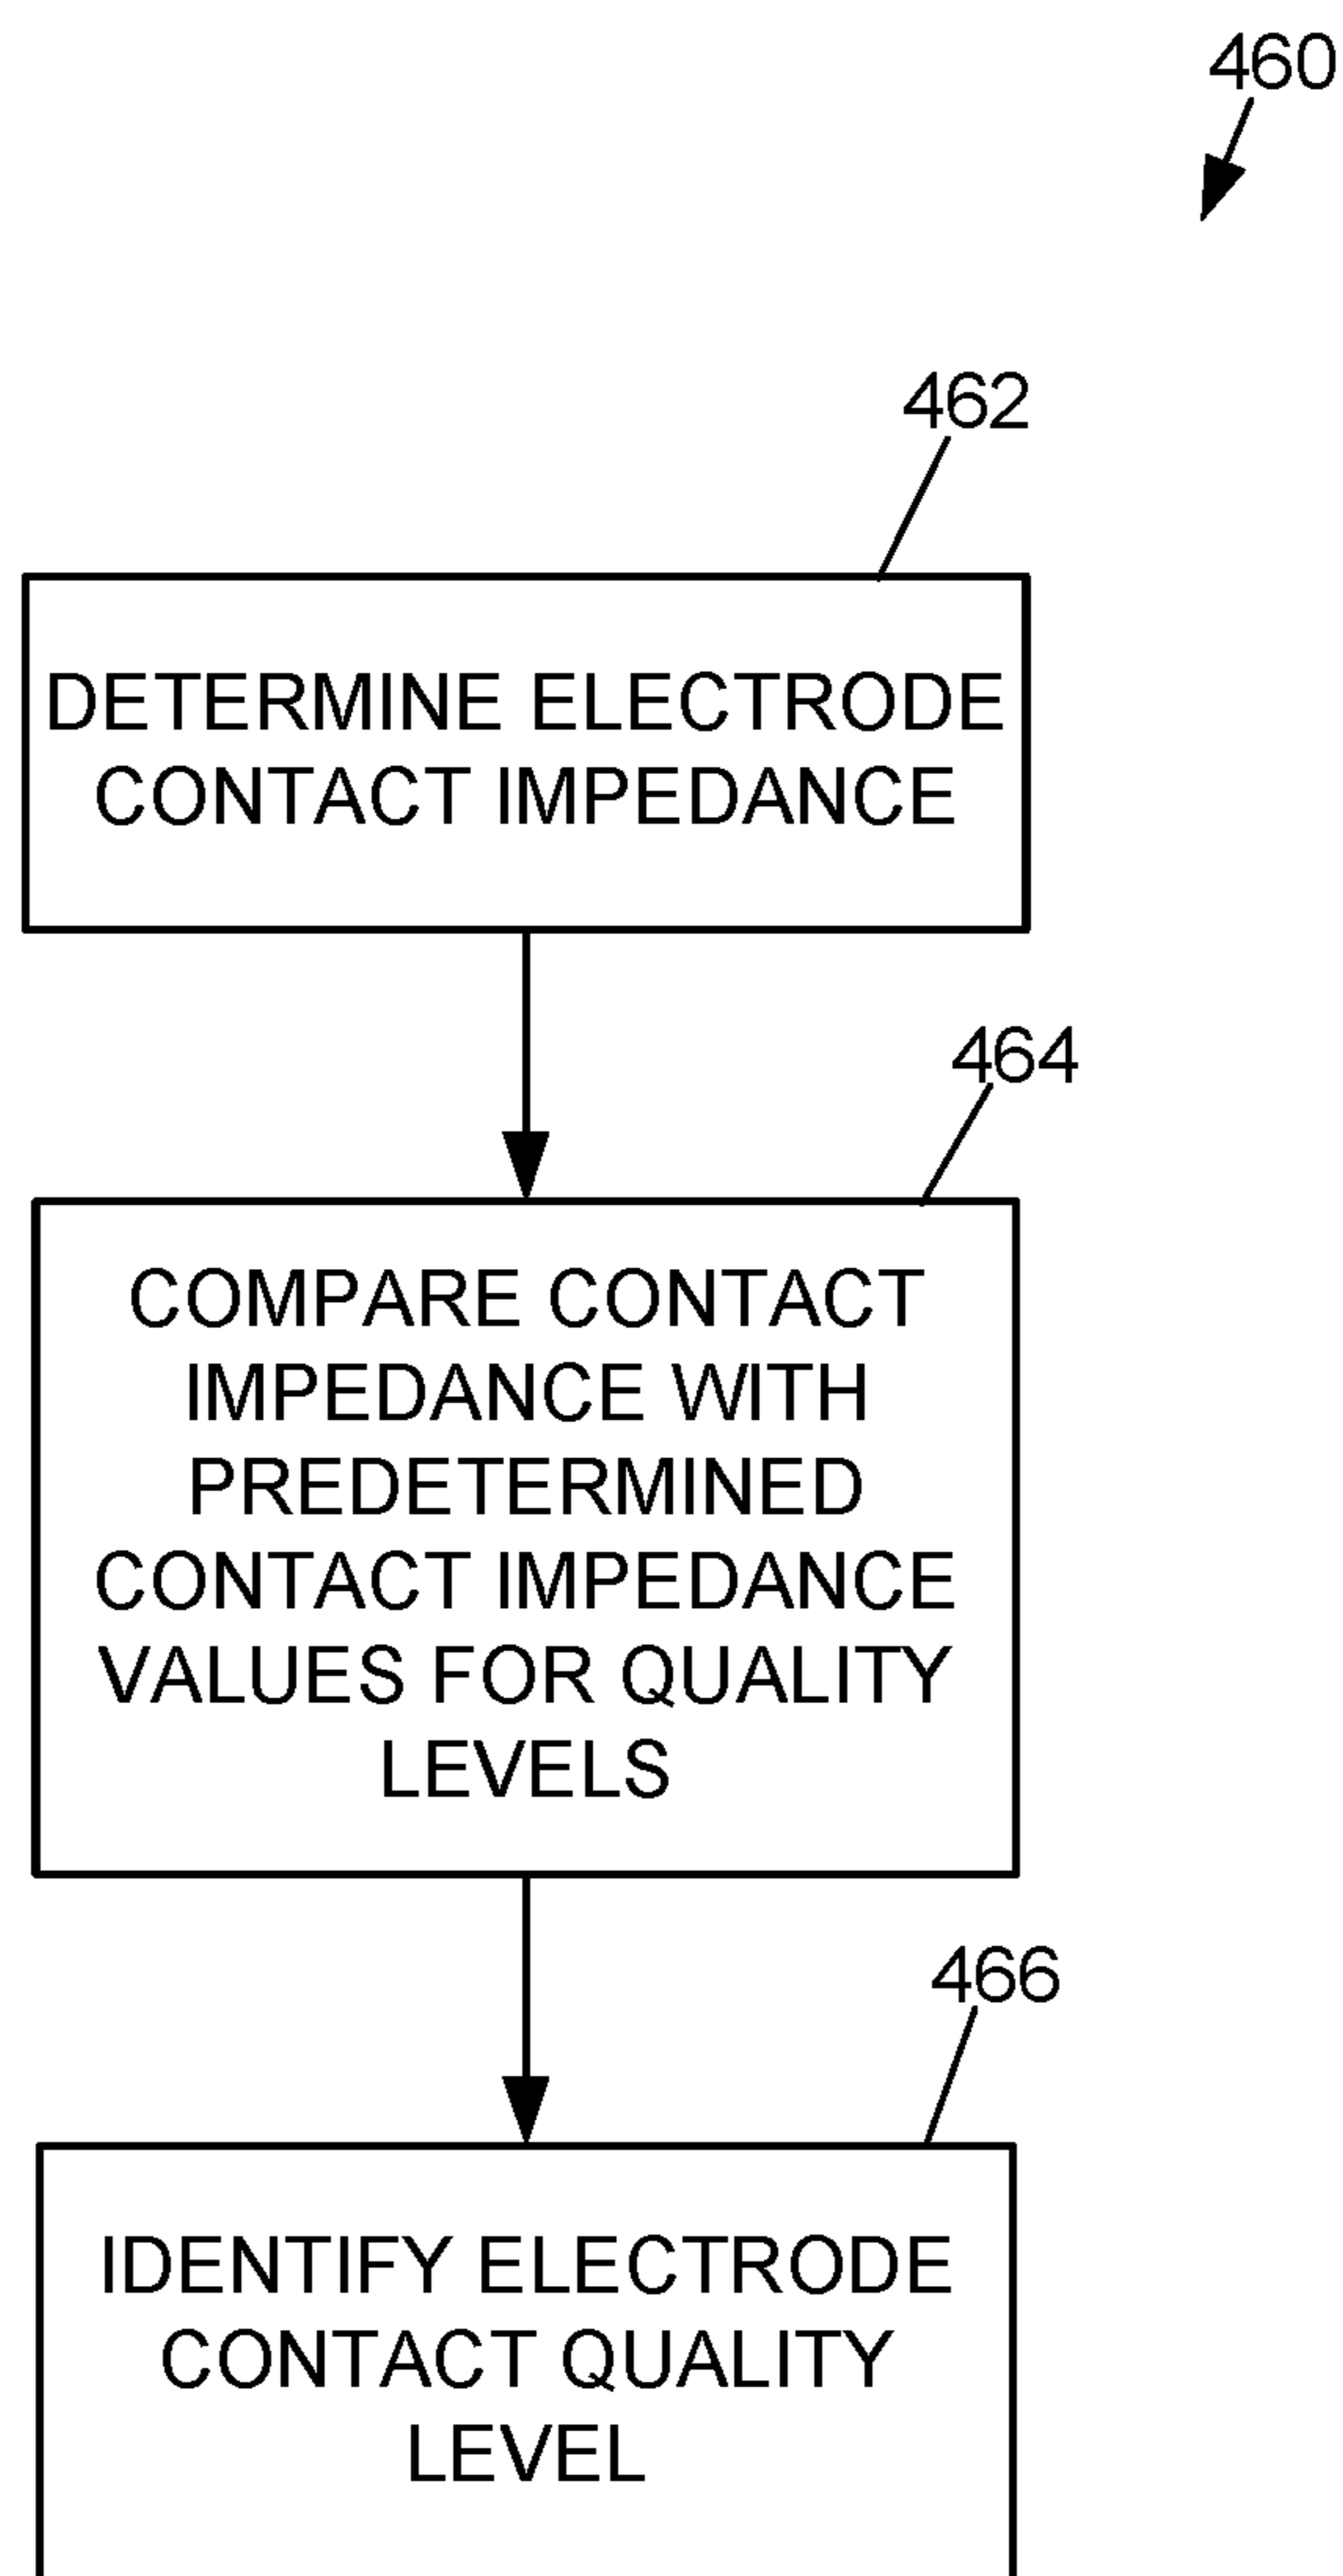 460
462
DETERMINE ELECTRODE
CONTACT IMPEDANCE
464
COMPARE CONTACT
IMPEDANCE WITH
PREDETERMINED
CONTACT IMPEDANCE
VALUES FOR QUALITY
LEVELS
466
IDENTIFY ELECTRODE
CONTACT QUALITY
LEVEL